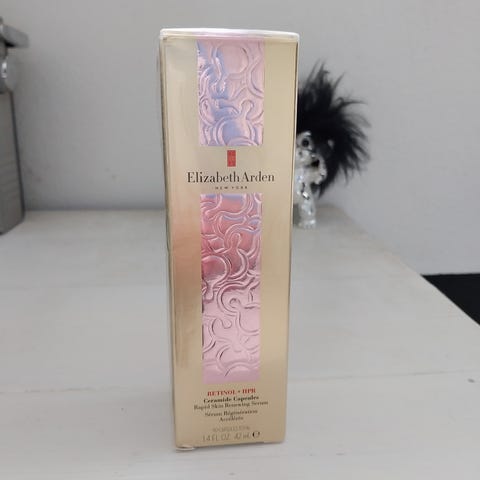 Elizabeth Arden
NEW YORK
RETINOL + HPR
Ceramide Capsules
Rapid Skin Renewing Serum
Sérum Régénération
Accélérée
1.4 FL. OZ. 42 mL ℮